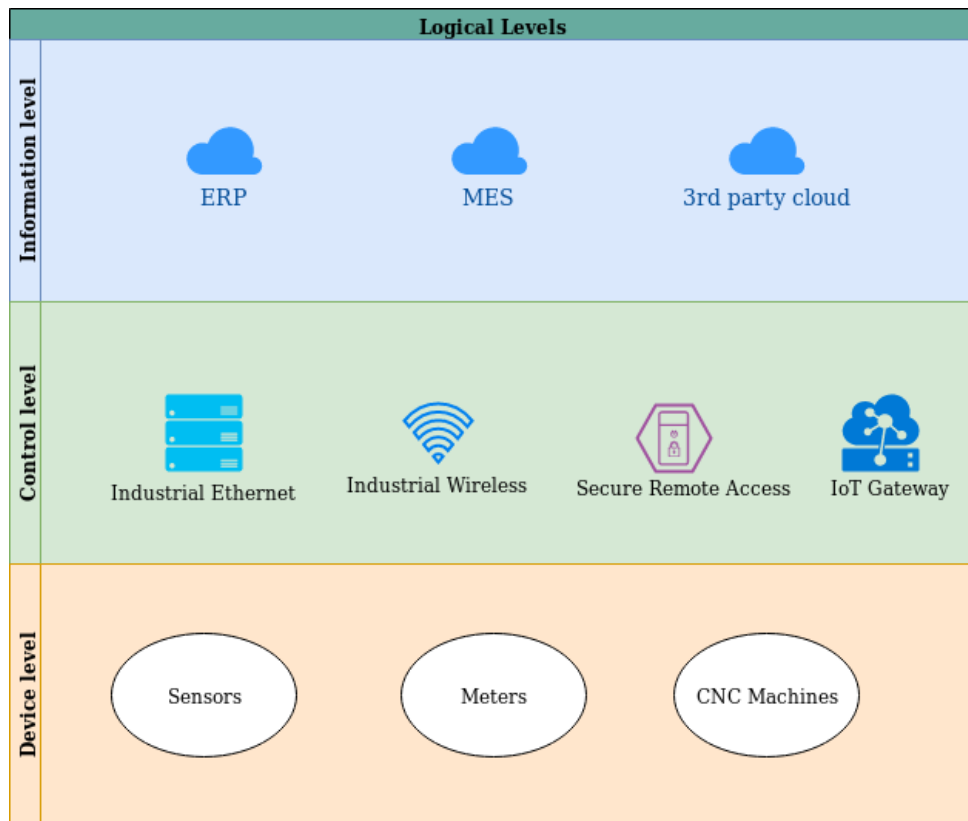 Logical Levels
Information level
ERP
MES
3rd party cloud
Control level
Industrial Ethernet
Industrial Wireless
Secure Remote Access
IoT Gateway
Device level
Sensors
Meters
CNC Machines